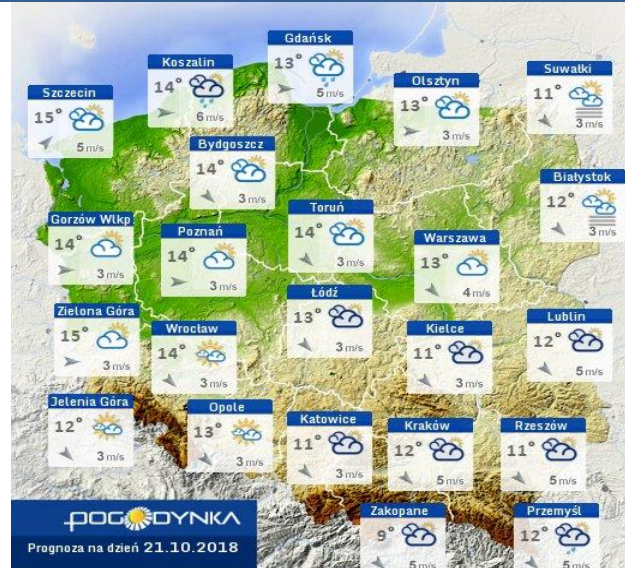 Gdańsk
13°
5 m/s
Koszalin
14°
6 m/s
Szczecin
15°
5 m/s
Olsztyn
13°
3 m/s
Suwałki
11°
3 m/s
Bydgoszcz
14°
3 m/s
Białystok
12°
3 m/s
Gorzów Wlkp
14°
3 m/s
Poznań
14°
3 m/s
Toruń
14°
3 m/s
Warszawa
13°
4 m/s
Zielona Góra
15°
3 m/s
Wrocław
14°
3 m/s
Łódź
13°
3 m/s
Kielce
11°
3 m/s
Lublin
12°
5 m/s
Jelenia Góra
12°
3 m/s
Opole
13°
3 m/s
Katowice
11°
3 m/s
Kraków
12°
5 m/s
Rzeszów
11°
5 m/s
Zakopane
9°
5 m/s
Przemyśl
12°
5 m/s
POGODYNKA
Prognoza na dzień 21.10.2018